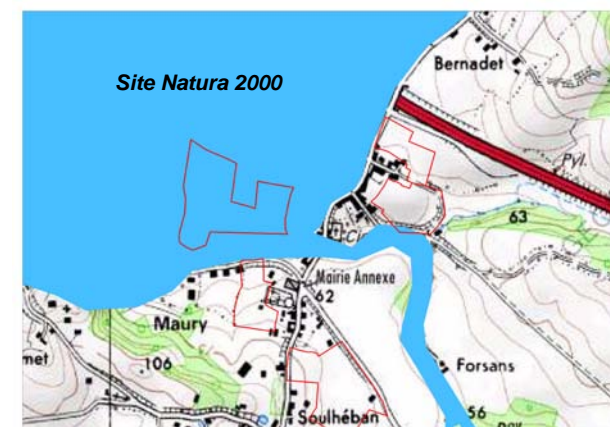 Site Natura 2000
Bernadet
Pyl.
63
Mairie Annexe
62
Maury
106
met
Forsans
56
Soulhéban